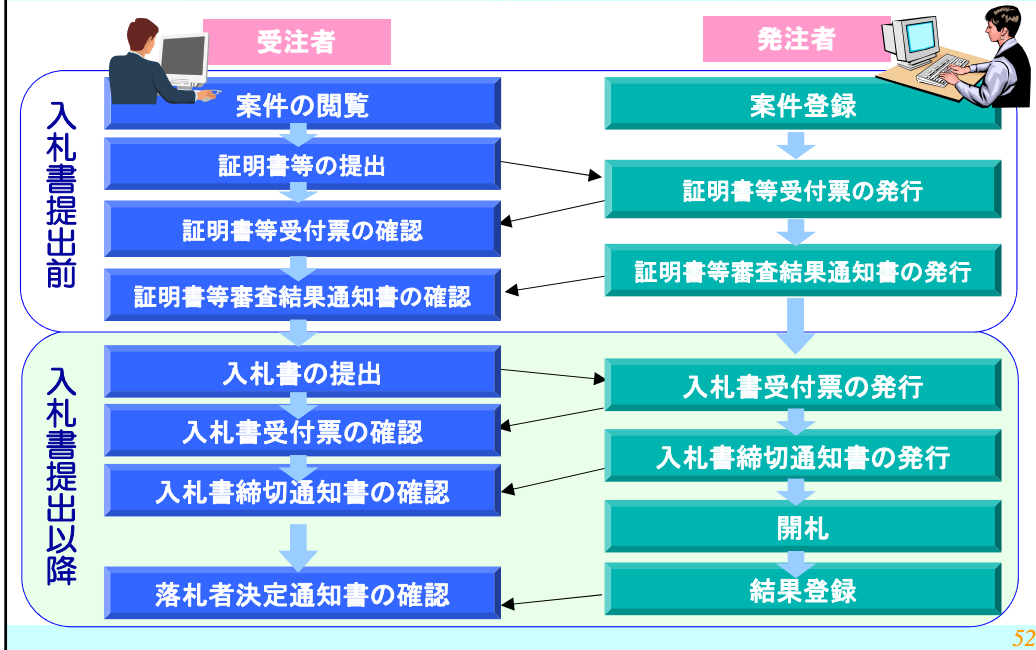 受注者
発注者
入札書提出前
案件の閲覧
証明書等の提出
証明書等受付票の確認
証明書等審査結果通知書の確認
案件登録
証明書等受付票の発行
証明書等審査結果通知書の発行
入札書提出以降
入札書の提出
入札書受付票の確認
入札書締切通知書の確認
落札者決定通知書の確認
入札書受付票の発行
入札書締切通知書の発行
開札
結果登録
52